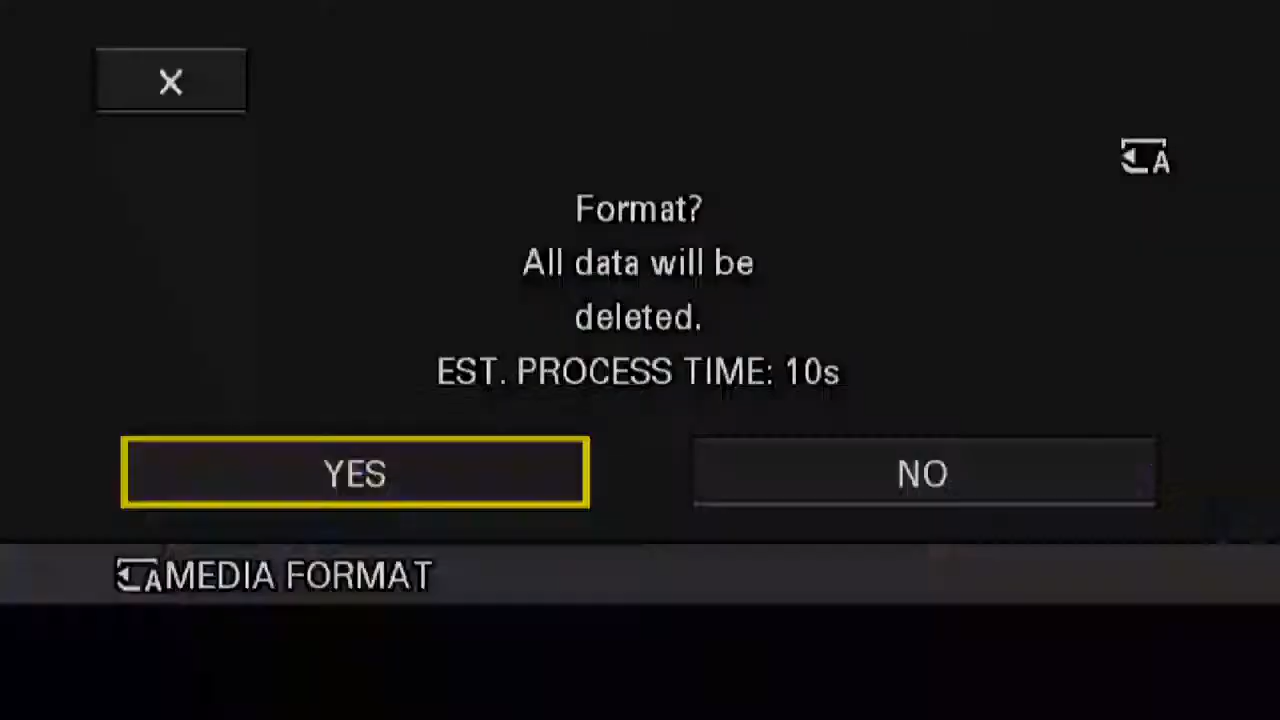 X
A
Format?
All data will be
deleted.
EST. PROCESS TIME: 10s
YES
NO
A MEDIA FORMAT